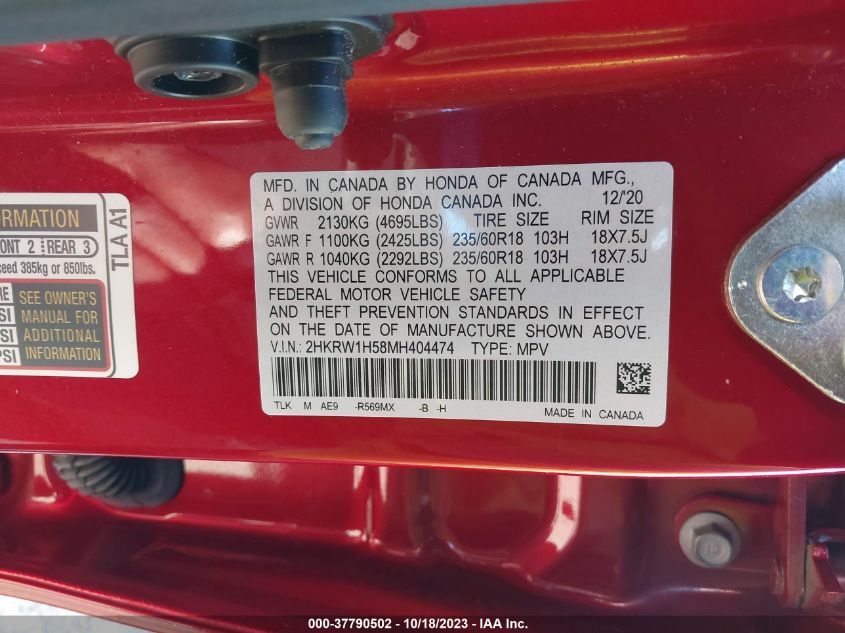 MFD. IN CANADA BY HONDA OF CANADA MFG.,
A DIVISION OF HONDA CANADA INC. 12/'20
GVWR 2130KG (4695LBS) TIRE SIZE RIM SIZE
GAWR F 1100KG (2425LBS) 235/60R18 103H 18X7.5J
GAWR R 1040KG (2292LBS) 235/60R18 103H 18X7.5J
THIS VEHICLE CONFORMS TO ALL APPLICABLE
FEDERAL MOTOR VEHICLE SAFETY
AND THEFT PREVENTION STANDARDS IN EFFECT
ON THE DATE OF MANUFACTURE SHOWN ABOVE.
V.I.N.: 2HKRW1H58MH404474 TYPE: MPV
TLK M AE9 -R569MX -B -H MADE IN CANADA
FRONT 2 REAR 3
385kg or 850lbs.
SEE OWNER'S
MANUAL FOR
ADDITIONAL
INFORMATION
TLA A1
000-37790502 - 10/18/2023 - IAA Inc.